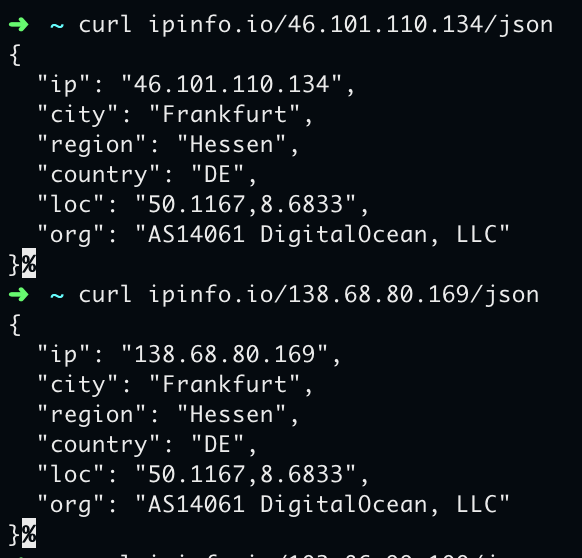 ➜  ~ curl ipinfo.io/46.101.110.134/json
{
  "ip": "46.101.110.134",
  "city": "Frankfurt",
  "region": "Hessen",
  "country": "DE",
  "loc": "50.1167,8.6833",
  "org": "AS14061 DigitalOcean, LLC"
}%
➜  ~ curl ipinfo.io/138.68.80.169/json
{
  "ip": "138.68.80.169",
  "city": "Frankfurt",
  "region": "Hessen",
  "country": "DE",
  "loc": "50.1167,8.6833",
  "org": "AS14061 DigitalOcean, LLC"
}%
curl